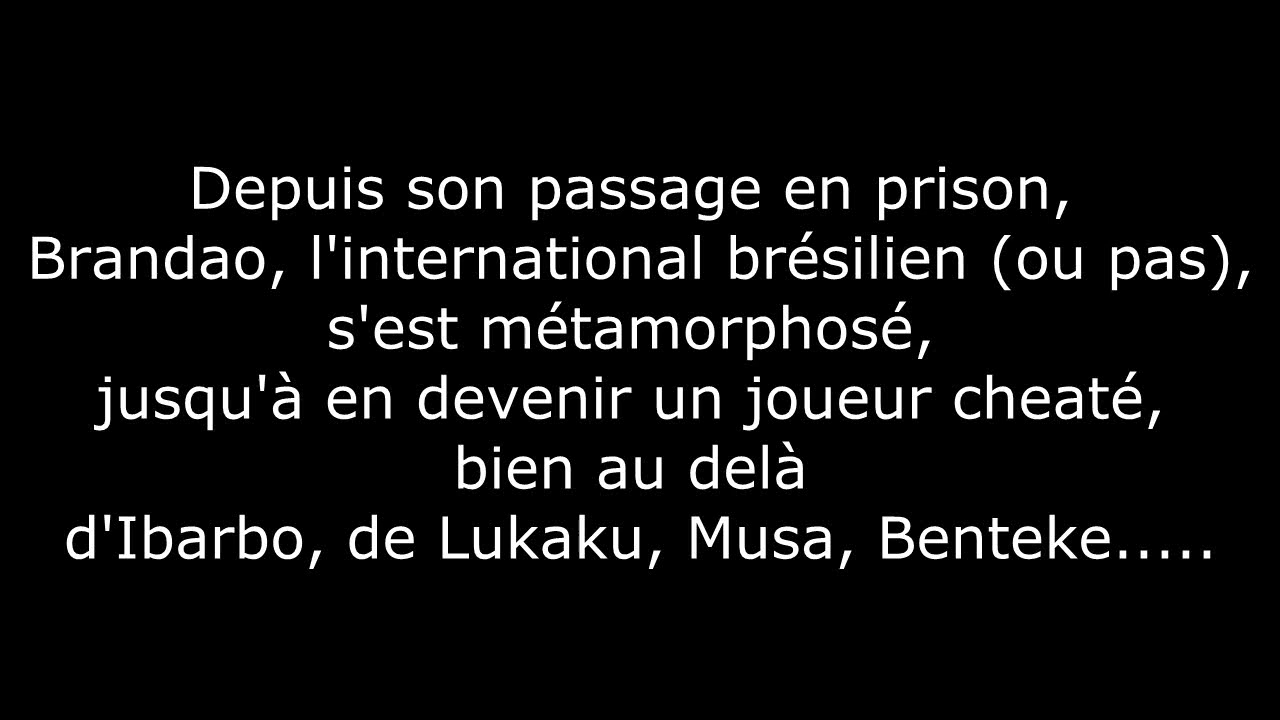 Depuis son passage en prison,
Brandao, l'international brésilien (ou pas),
s'est métamorphosé,
jusqu'à en devenir un joueur cheaté,
bien au delà
d'Ibarbo, de Lukaku, Musa, Benteke.....